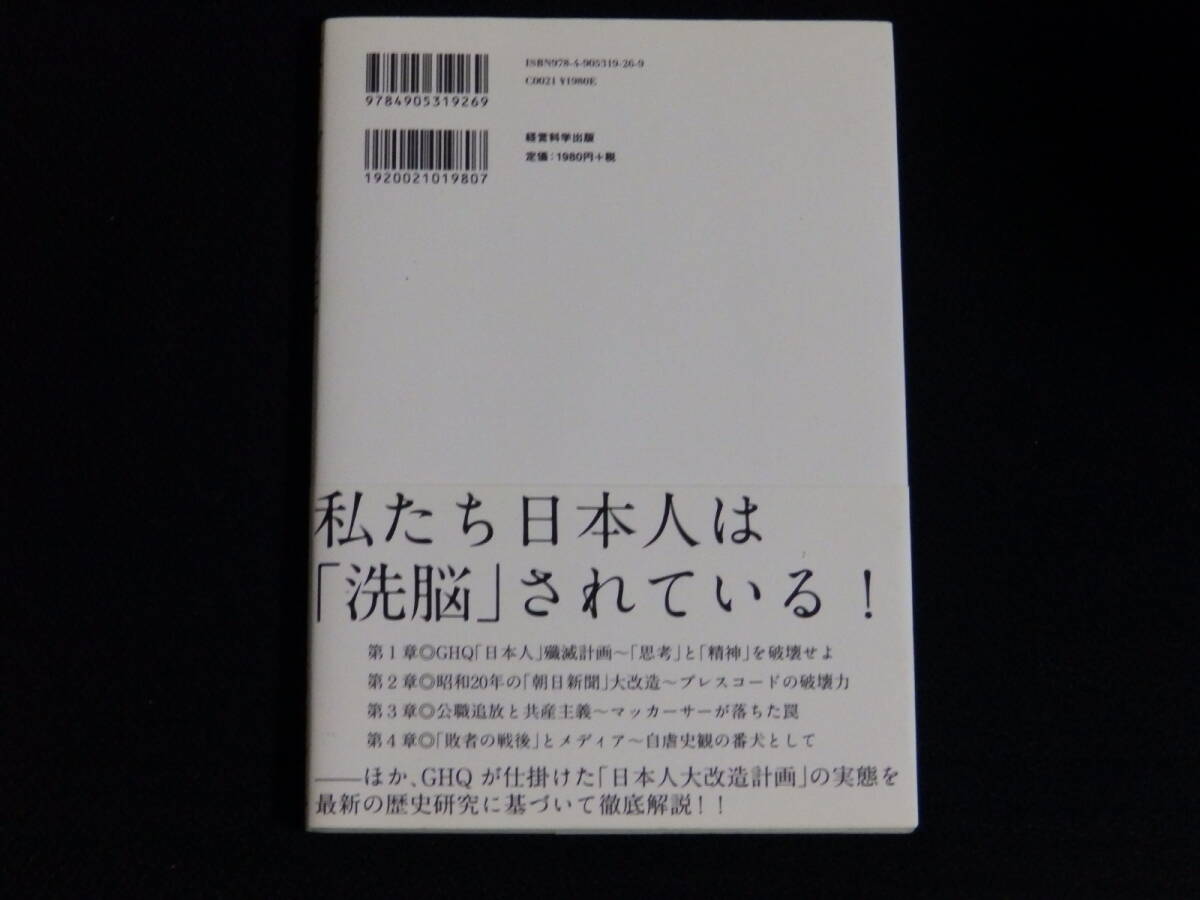 9784905319269
ISBN978-4-905319-26-9
C0021 ¥1980E
1920021019807
経営科学出版
定価：1980円+税
私たち日本人は
「洗脳」されている！
第1章◎GHQ「日本人」殲滅計画～「思考」と「精神」を破壊せよ
第2章◎昭和20年の「朝日新聞」大改造～プレスコードの破壊力
第3章◎公職追放と共産主義～マッカーサーが落ちた罠
第4章◎「敗者の戦後」とメディア～自虐史観の番犬として
――ほか、GHQ が仕掛けた「日本人大改造計画」の実態を
最新の歴史研究に基づいて徹底解説！！